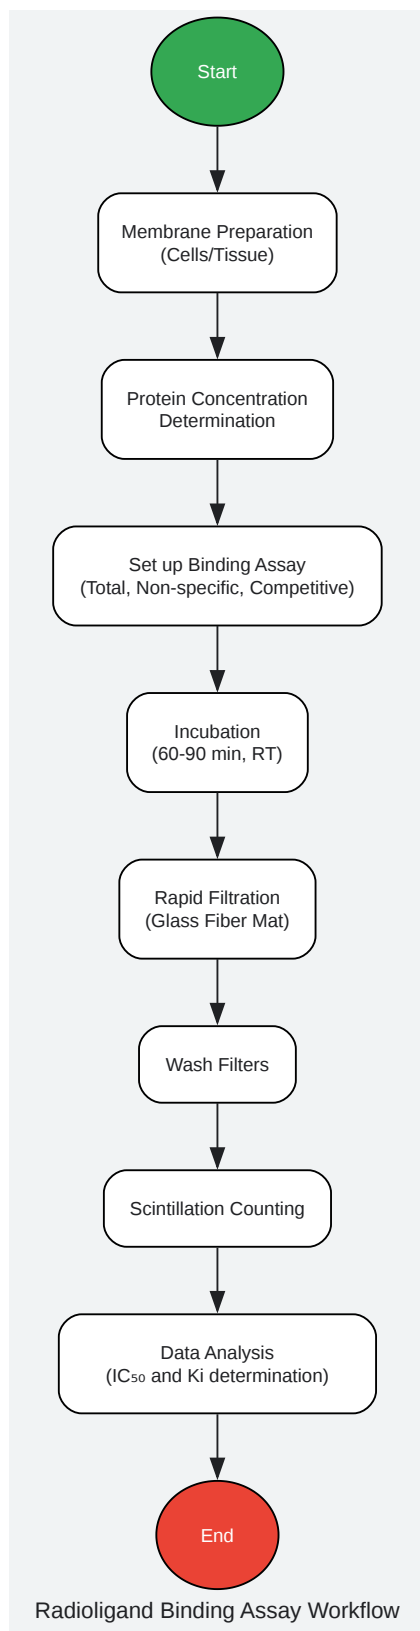 Start
Membrane Preparation
(Cells/Tissue)
Protein Concentration
Determination
Set up Binding Assay
(Total, Non-specific, Competitive)
Incubation
(60-90 min, RT)
Rapid Filtration
(Glass Fiber Mat)
Wash Filters
Scintillation Counting
Data Analysis
(IC₅₀ and Ki determination)
End
Radioligand Binding Assay Workflow